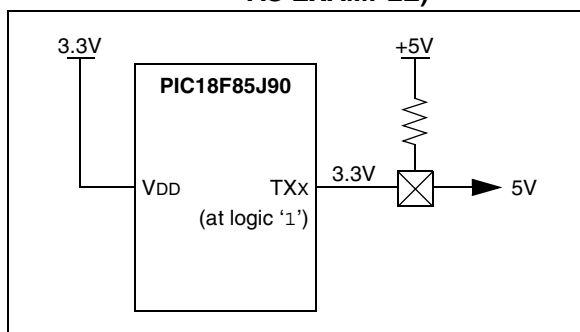 3.3V
+5V
PIC18F85J90
VDD
TXX
3.3V
5V
(at logic ‘1’)